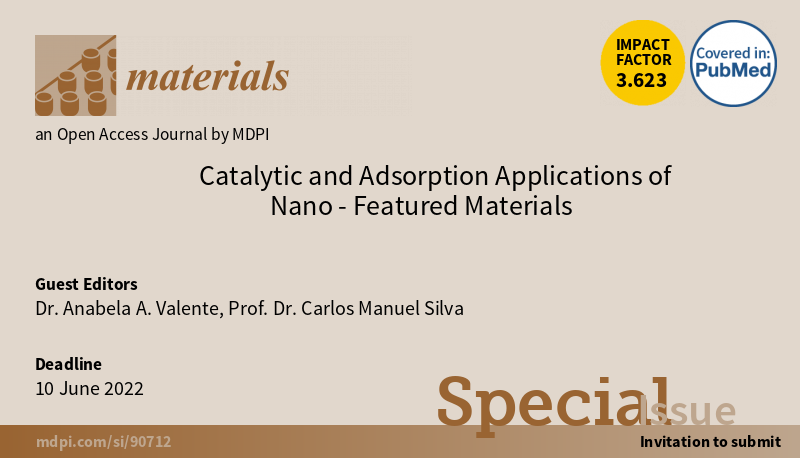 materials
IMPACT
FACTOR
3.623
Covered in:
PubMed
an Open Access Journal by MDPI
Catalytic and Adsorption Applications of
Nano - Featured Materials
Guest Editors
Dr. Anabela A. Valente, Prof. Dr. Carlos Manuel Silva
Deadline
10 June 2022
Special Issue
mdpi.com/si/90712
Invitation to submit